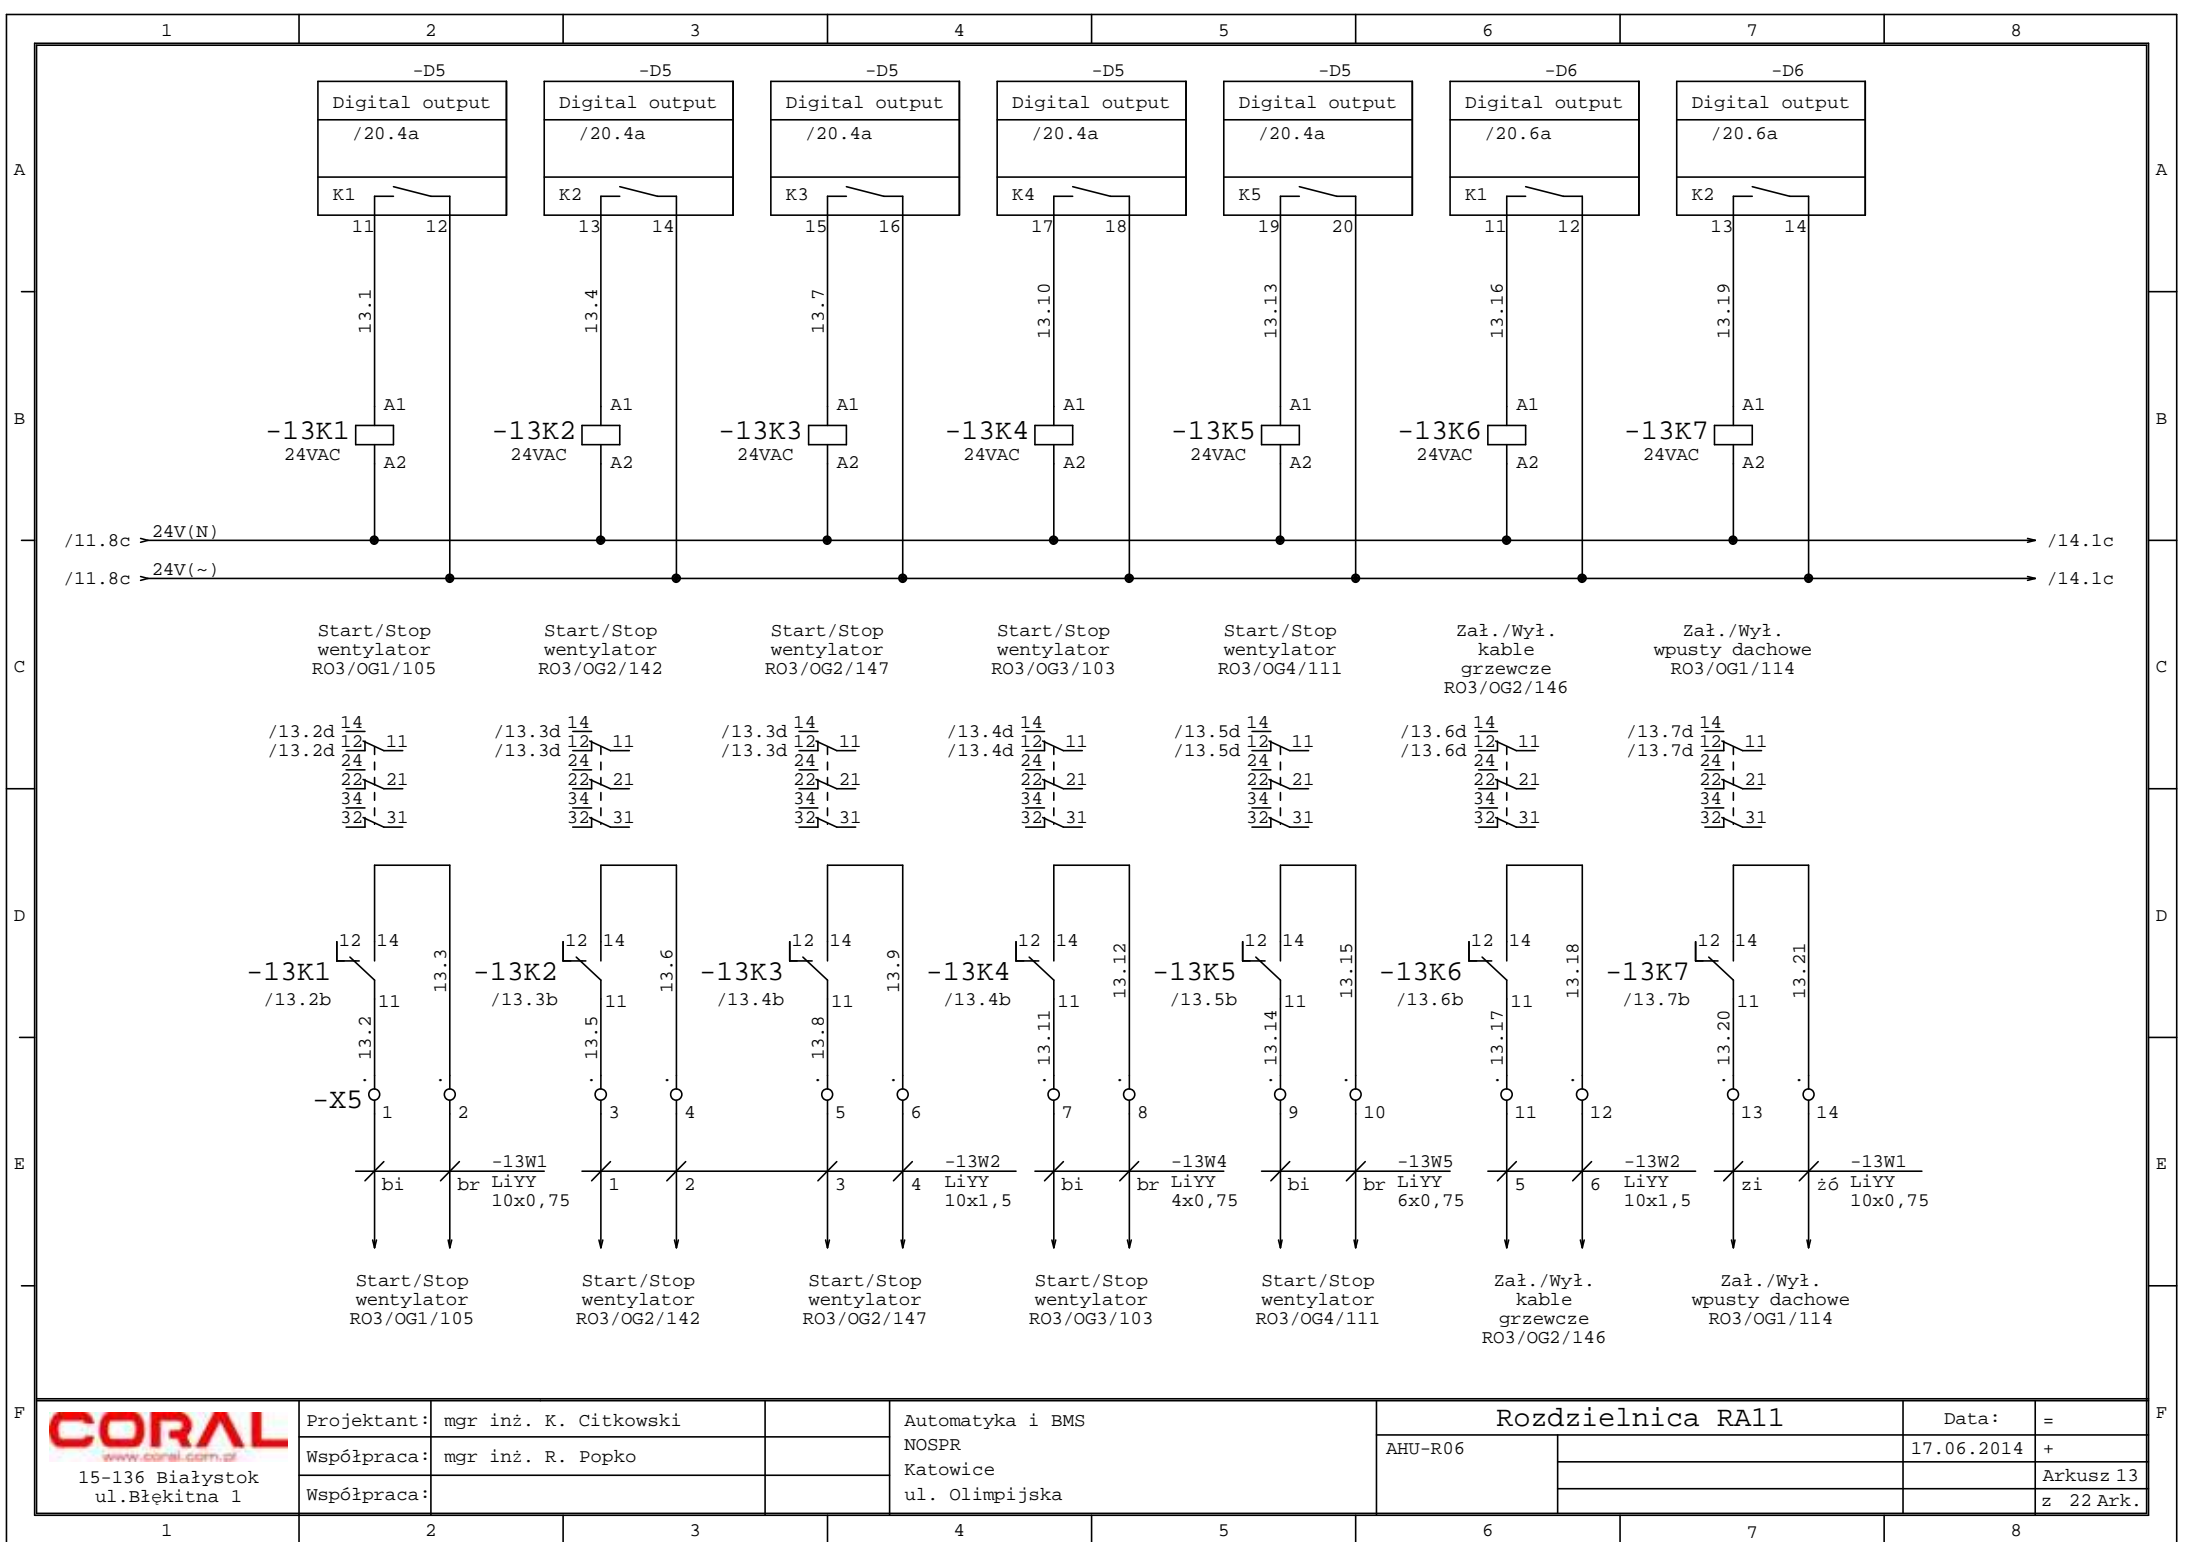 1 2 3 4 5 6 7 8
-D5 -D5 -D5 -D5 -D5 -D6 -D6
Digital output Digital output Digital output Digital output Digital output Digital output Digital output
/20.4a /20.4a /20.4a /20.4a /20.4a /20.6a /20.6a
A A
K1 K2 K3 K4 K5 K1 K2
11 12 13 14 15 16 17 18 19 20 11 12 13 14
13.1 13.4 13.7 13.10 13.13 13.16 13.19
A1 A1 A1 A1 A1 A1 A1
B B
-13K1 -13K2 -13K3 -13K4 -13K5 -13K6 -13K7
24VAC 24VAC 24VAC 24VAC 24VAC 24VAC 24VAC
A2 A2 A2 A2 A2 A2 A2
/11.8c 24V(N) /14.1c
/11.8c 24V(~) /14.1c
Start/Stop Start/Stop Start/Stop Start/Stop Start/Stop Zał./Wył. Zał./Wył.
wentylator wentylator wentylator wentylator wentylator kable wpusty dachowe
C RO3/OG1/105 RO3/OG2/142 RO3/OG2/147 RO3/OG3/103 RO3/OG4/111 grzewcze RO3/OG1/114 C
RO3/OG2/146
14 14 14 14 14 14 14
/13.2d /13.3d /13.3d /13.4d /13.5d /13.6d /13.7d
12 11 12 11 12 11 12 11 12 11 12 11 12 11
/13.2d /13.3d /13.3d /13.4d /13.5d /13.6d /13.7d
24 24 24 24 24 24 24
22 21 22 21 22 21 22 21 22 21 22 21 22 21
34 34 34 34 34 34 34
32 31 32 31 32 31 32 31 32 31 32 31 32 31
D D
12 14 12 14 12 14 12 14 12 14 12 14 12 14
13.3 13.6 13.9 13.12 13.15 13.18 13.21
-13K1 -13K2 -13K3 -13K4 -13K5 -13K6 -13K7
/13.2b /13.3b /13.4b /13.4b /13.5b /13.6b /13.7b
11 11 11 11 11 11 11
13.2 13.5 13.8 13.11 13.14 13.17 13.20
-X5 1 2 3 4 5 6 7 8 9 10 11 12 13 14
E E
-13W1 -13W2 -13W4 -13W5 -13W2 -13W1
bi br LiYY 1 2 3 4 LiYY bi br LiYY bi br LiYY 5 6 LiYY zi żó LiYY
10x0,75 10x1,5 4x0,75 6x0,75 10x1,5 10x0,75
Start/Stop Start/Stop Start/Stop Start/Stop Start/Stop Zał./Wył. Zał./Wył.
wentylator wentylator wentylator wentylator wentylator kable wpusty dachowe
RO3/OG1/105 RO3/OG2/142 RO3/OG2/147 RO3/OG3/103 RO3/OG4/111 grzewcze RO3/OG1/114
RO3/OG2/146
F F
CORAL
www.coral.com.pl
15-136 Białystok
ul.Błękitna 1
Projektant: mgr inż. K. Citkowski
Współpraca: mgr inż. R. Popko
Współpraca:
Automatyka i BMS
NOSPR
Katowice
ul. Olimpijska
Rozdzielnica RA11
AHU-R06
Data: =
17.06.2014 +
Arkusz 13
z 22 Ark.
1 2 3 4 5 6 7 8